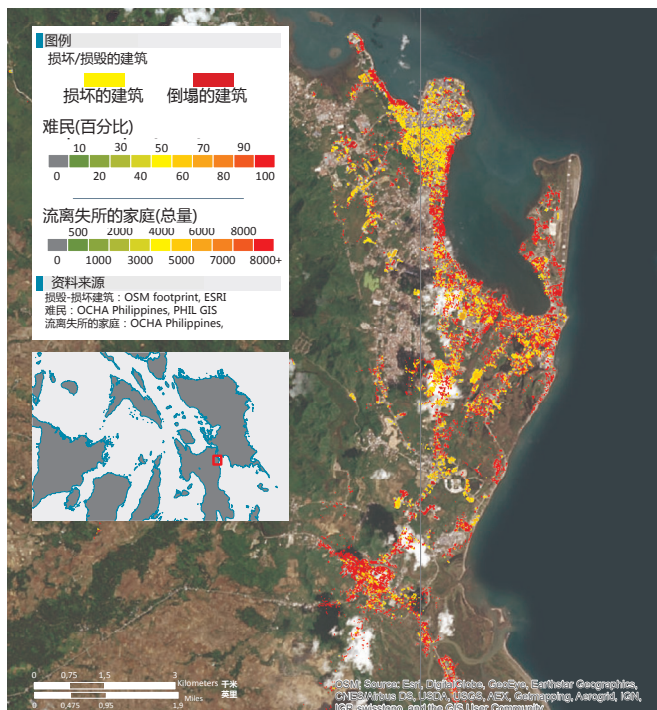 图例
损坏/损毁的建筑
损坏的建筑 倒塌的建筑
难民(百分比)
10 30 50 70 90
0 20 40 60 80 100
流离失所的家庭(总量)
500 2000 4000 6000 8000
0 1000 3000 5000 7000 8000+
资料来源
损毁-损坏建筑：OSM footprint, ESRI
难民：OCHA Philippines, PHIL GIS
流离失所的家庭：OCHA Philippines,
0 0,75 1,5 3
Kilometers 千米
英里
Miles
0 0,475 0,95 1,9
OSM; Source: Esri, DigitalGlobe, GeoEye, Earthstar Geographics,
CNES/Airbus DS, USDA, USGS, AEX, Getmapping, Aerogrid, IGN,
IGP, swisstopo, and the GIS User Community